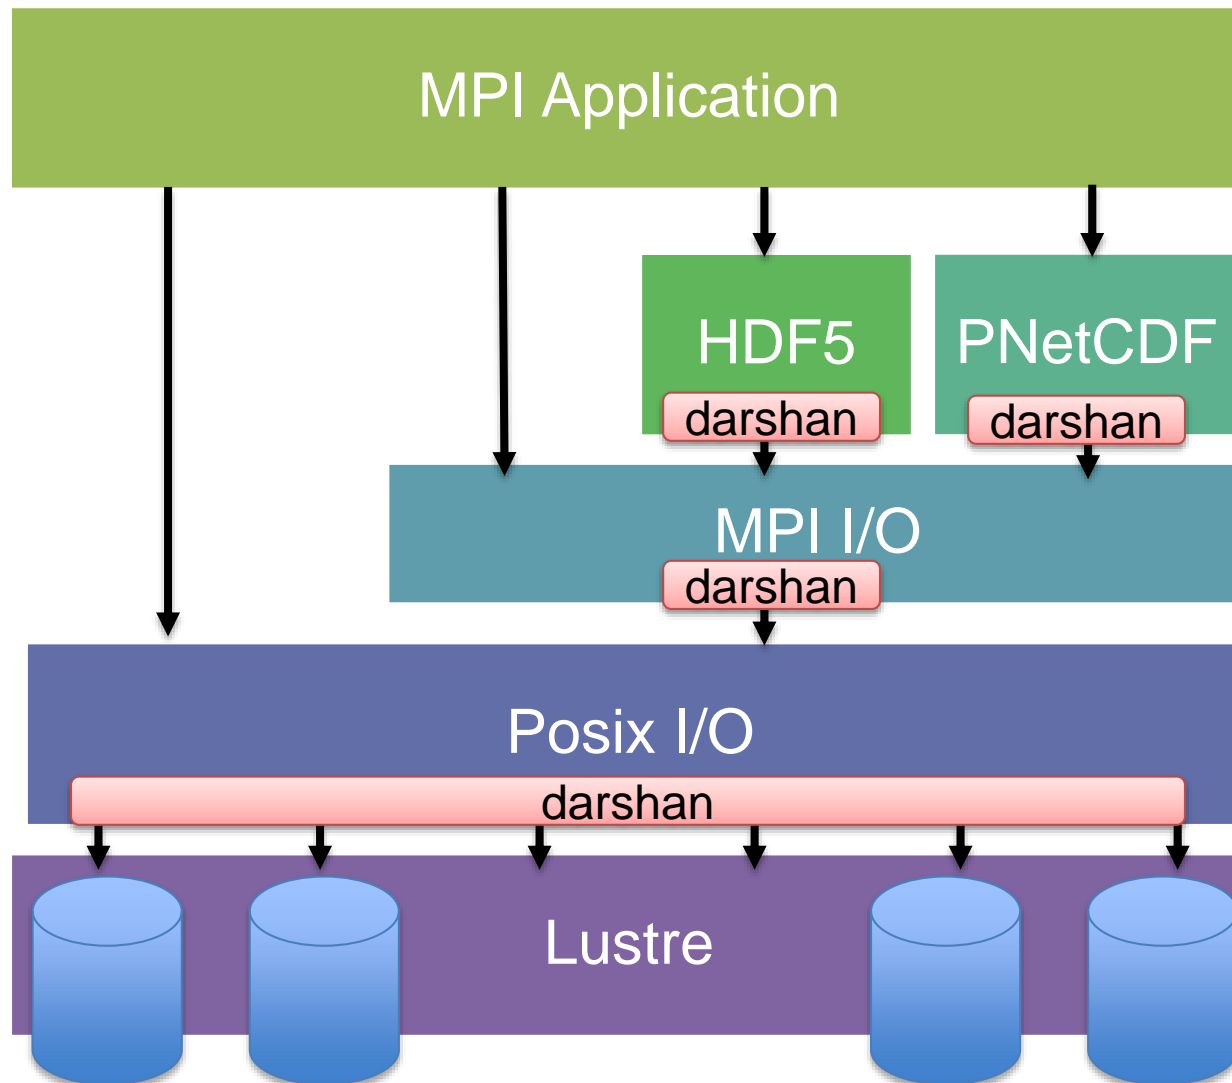 MPI Application
HDF5
PNetCDF
darshan
darshan
MPI I/O
darshan
Posix I/O
darshan
Lustre